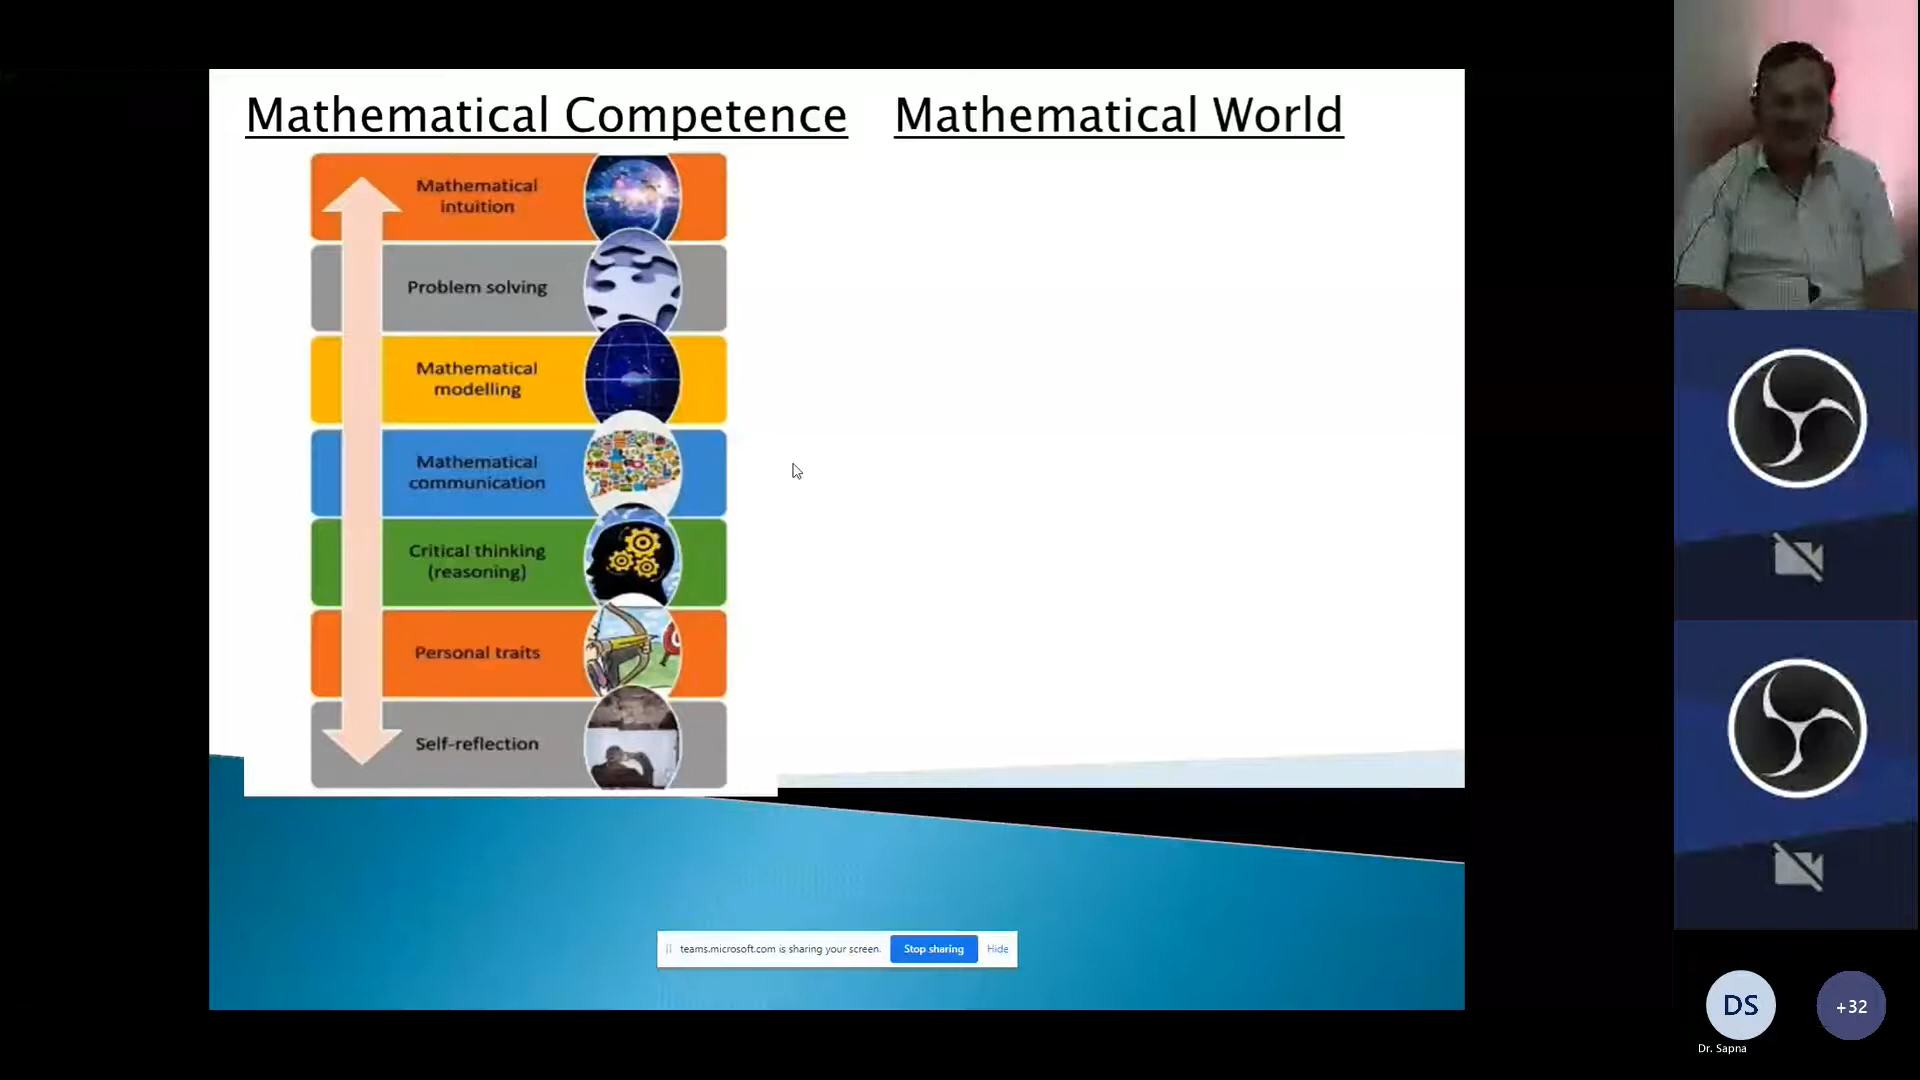 Mathematical Competence
Mathematical World
Mathematical
intuition
Problem solving
Mathematical
modelling
Mathematical
communication
Critical thinking
(reasoning)
Personal traits
Self-reflection
teams.microsoft.com is sharing your screen.
Stop sharing
Hide
DS
+32
Dr. Sapna